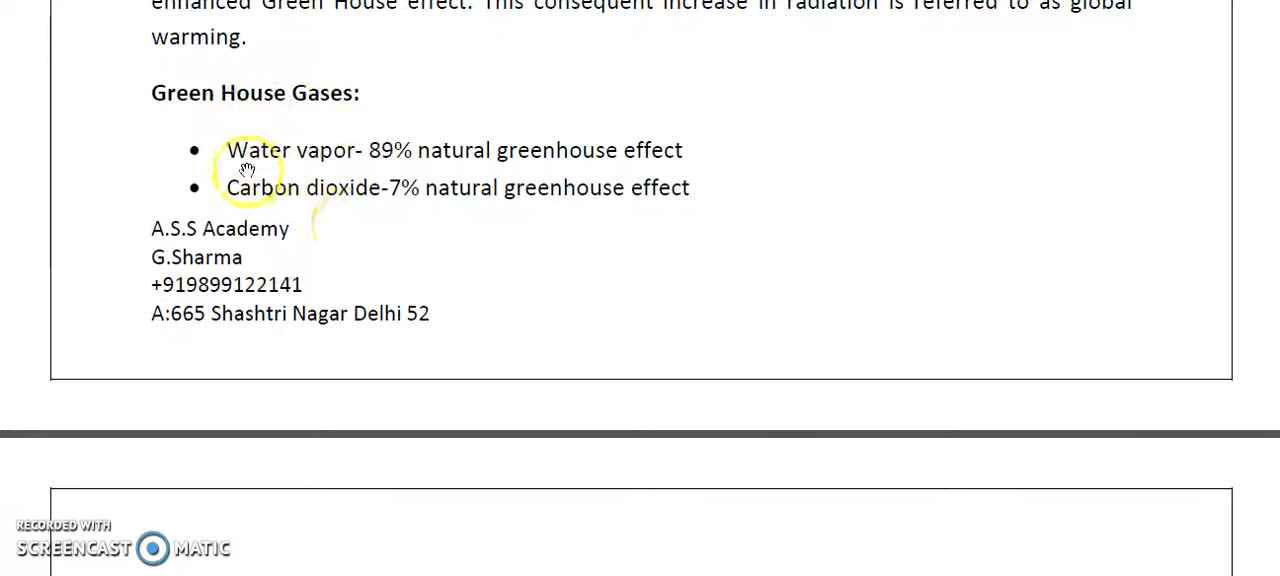 enhanced Green House effect. This consequent increase in radiation is referred to as global
warming.
Green House Gases:
• Water vapor- 89% natural greenhouse effect
• Carbon dioxide-7% natural greenhouse effect
A.S.S Academy
G.Sharma
+919899122141
A:665 Shashtri Nagar Delhi 52
RECORDED WITH
SCREENCAST MATIC